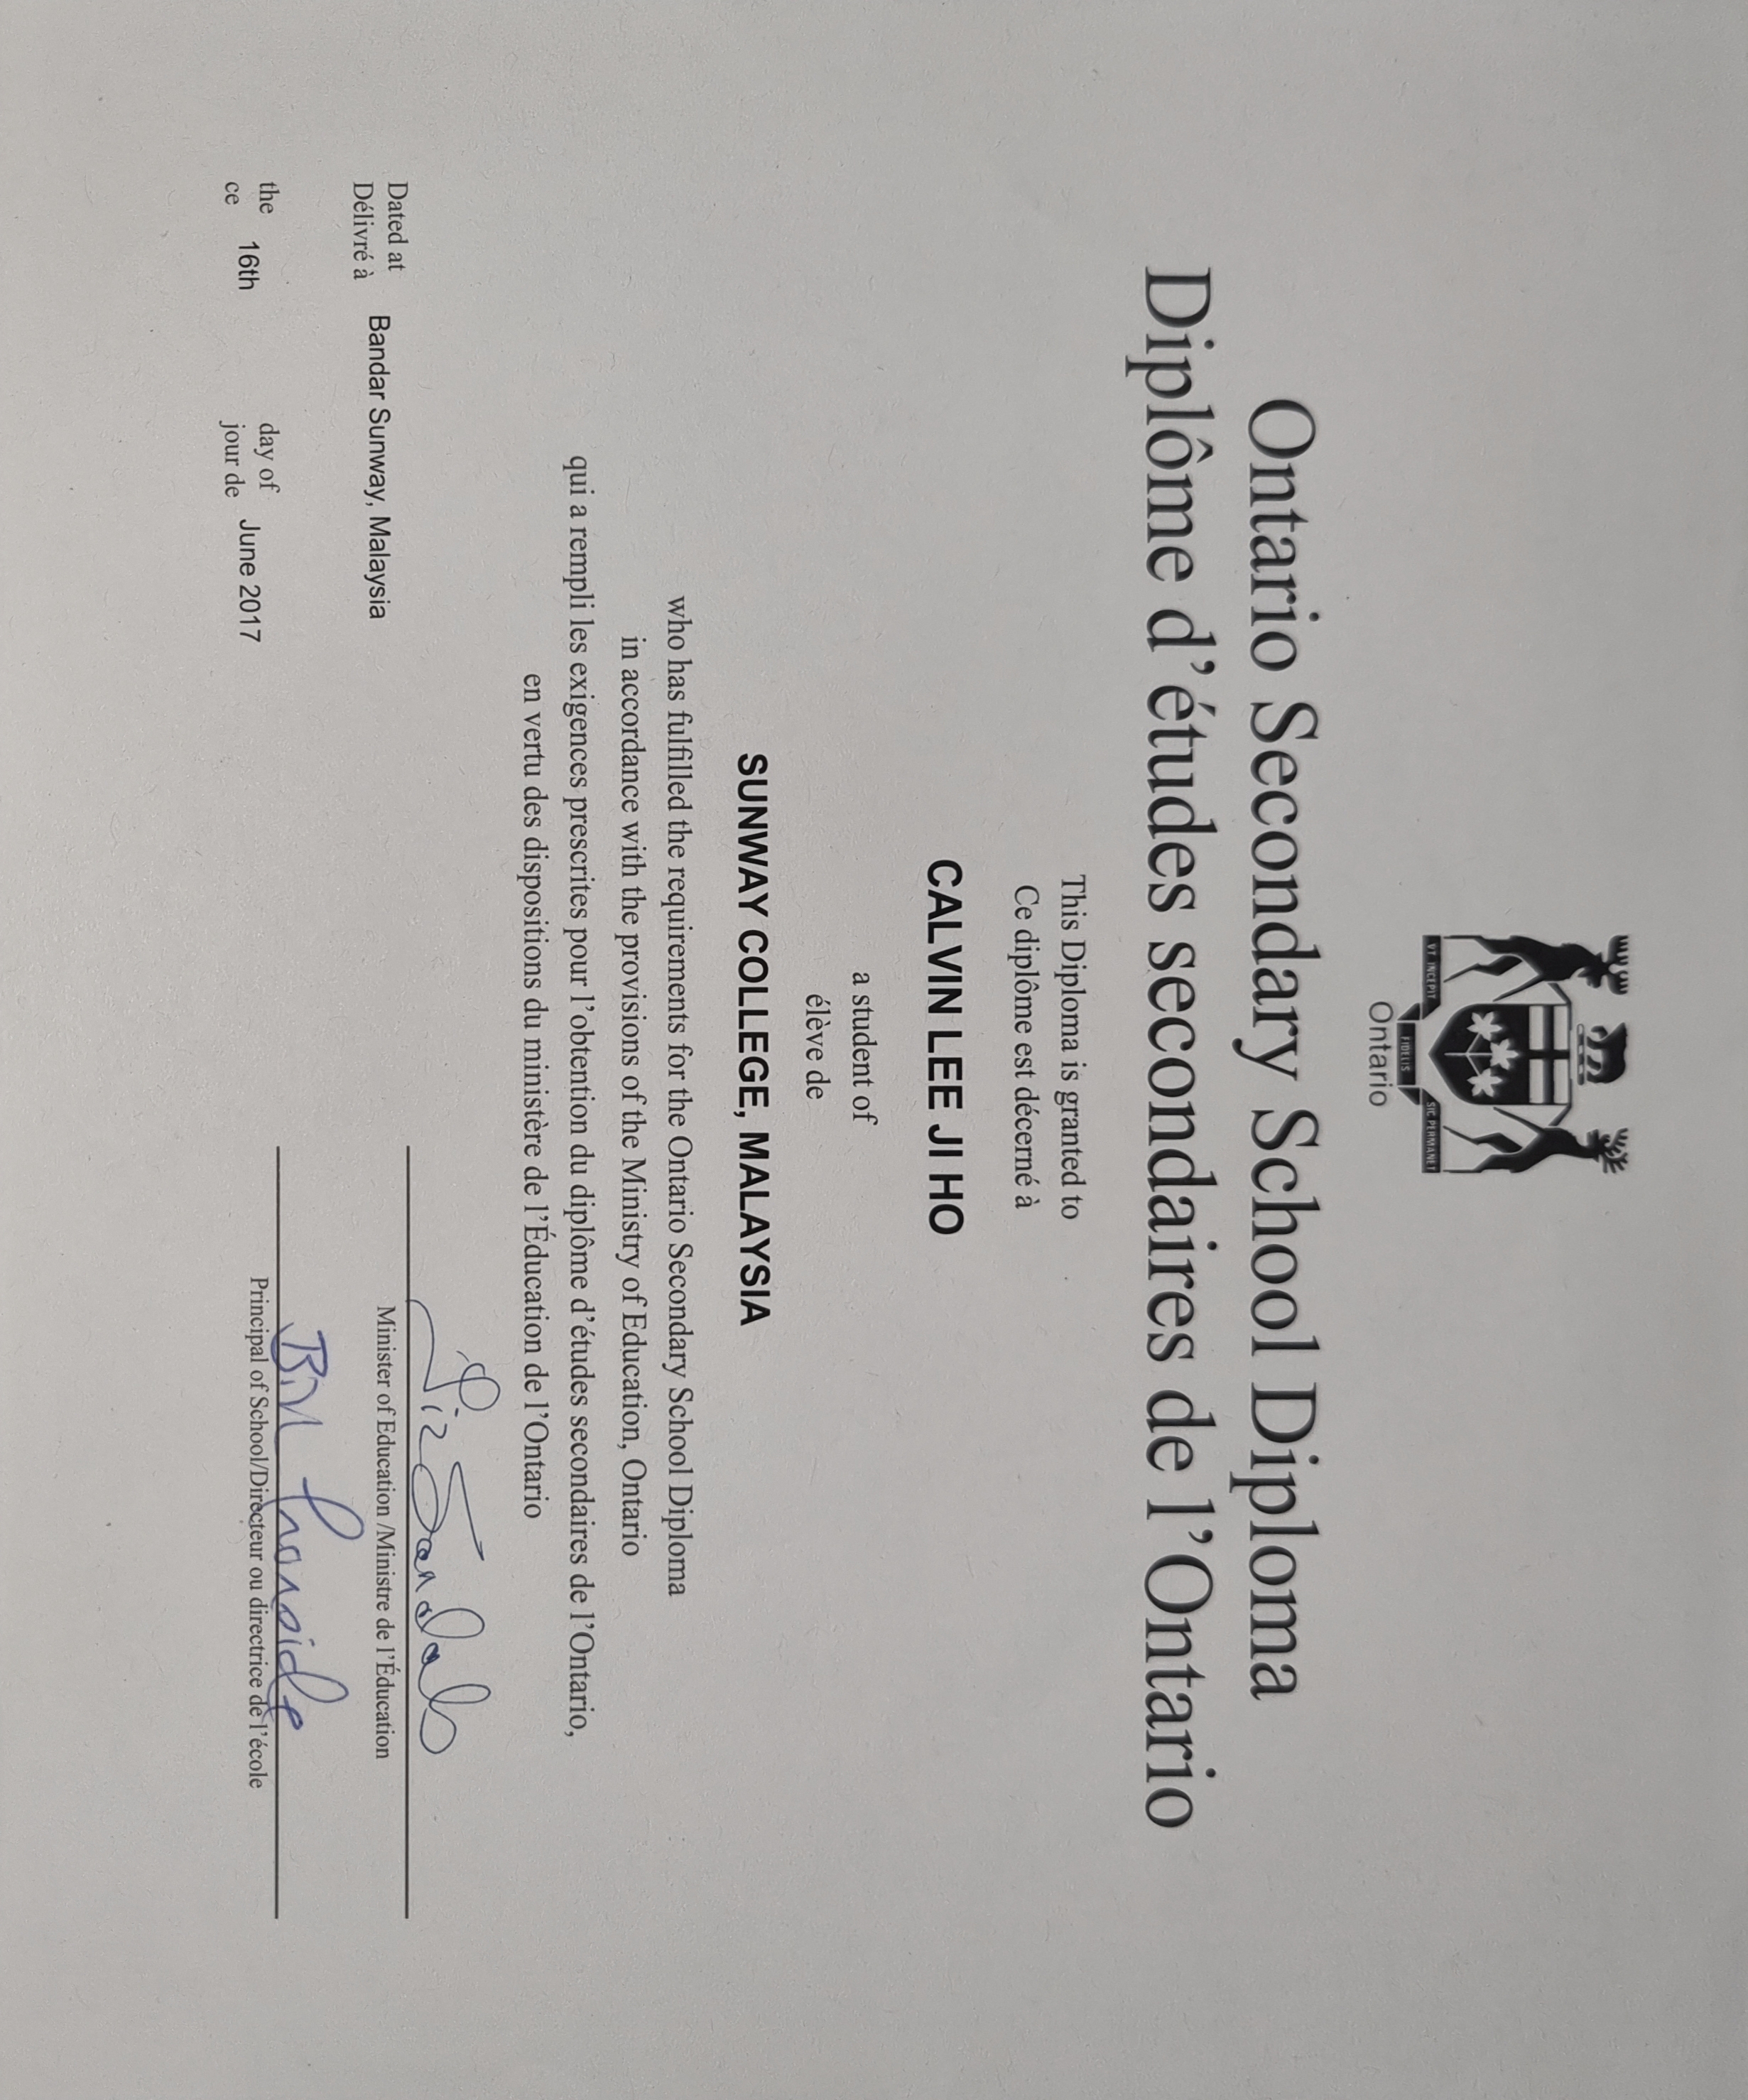 VT INCEPIT
SIC PERMANET
FIDELIS
Ontario
Ontario Secondary School Diploma
Diplôme d’études secondaires de l’Ontario
This Diploma is granted to
Ce diplôme est décerné à
CALVIN LEE JI HO
a student of
élève de
SUNWAY COLLEGE, MALAYSIA
who has fulfilled the requirements for the Ontario Secondary School Diploma
in accordance with the provisions of the Ministry of Education, Ontario
qui a rempli les exigences prescrites pour l’obtention du diplôme d’études secondaires de l’Ontario,
en vertu des dispositions du ministère de l’Éducation de l’Ontario
Liz Sandals
Minister of Education /Ministre de l’Éducation
Dated at
Délivré à
Bandar Sunway, Malaysia
Bill Ironside
Principal of School/Directeur ou directrice de l’école
the
ce
16th
day of
jour de
June 2017